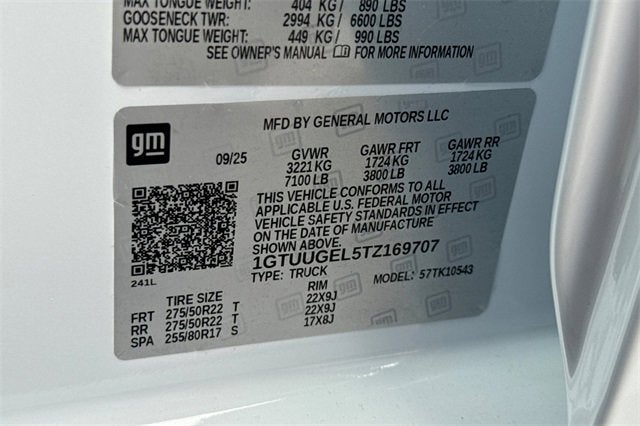 MAX TONGUE WEIGHT: 404 KG / 890 LBS
GOOSENECK TWR: 2994 KG / 6600 LBS
MAX TONGUE WEIGHT: 449 KG / 990 LBS
SEE OWNER'S MANUAL FOR MORE INFORMATION
gm
MFD BY GENERAL MOTORS LLC
09/25 GVWR GAWR FRT GAWR RR
3221 KG 1724 KG 1724 KG
7100 LB 3800 LB 3800 LB
THIS VEHICLE CONFORMS TO ALL
APPLICABLE U.S. FEDERAL MOTOR
VEHICLE SAFETY STANDARDS IN EFFECT
ON THE DATE OF MANUFACTURE
SHOWN ABOVE.
1GTUUGEL5TZ169707
TYPE: TRUCK MODEL: 57TK10543
241L
TIRE SIZE RIM
FRT 275/50R22 T 22X9J
RR 275/50R22 T 22X9J
SPA 255/80R17 S 17X8J